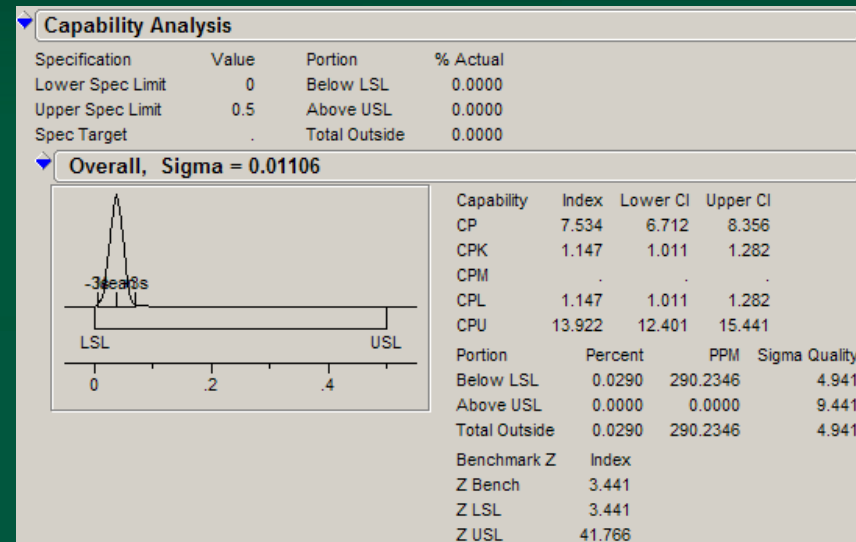 Capability Analysis
Specification Value Portion % Actual
Lower Spec Limit 0 Below LSL 0.0000
Upper Spec Limit 0.5 Above USL 0.0000
Spec Target . Total Outside 0.0000
Overall, Sigma = 0.01106
Capability Index Lower CI Upper CI
CP 7.534 6.712 8.356
CPK 1.147 1.011 1.282
CPM . . .
CPL 1.147 1.011 1.282
CPU 13.922 12.401 15.441
Portion Percent PPM Sigma Quality
Below LSL 0.0290 290.2346 4.941
Above USL 0.0000 0.0000 9.441
Total Outside 0.0290 290.2346 4.941
Benchmark Z Index
Z Bench 3.441
Z LSL 3.441
Z USL 41.766
-3s +3s
LSL USL
0 .2 .4